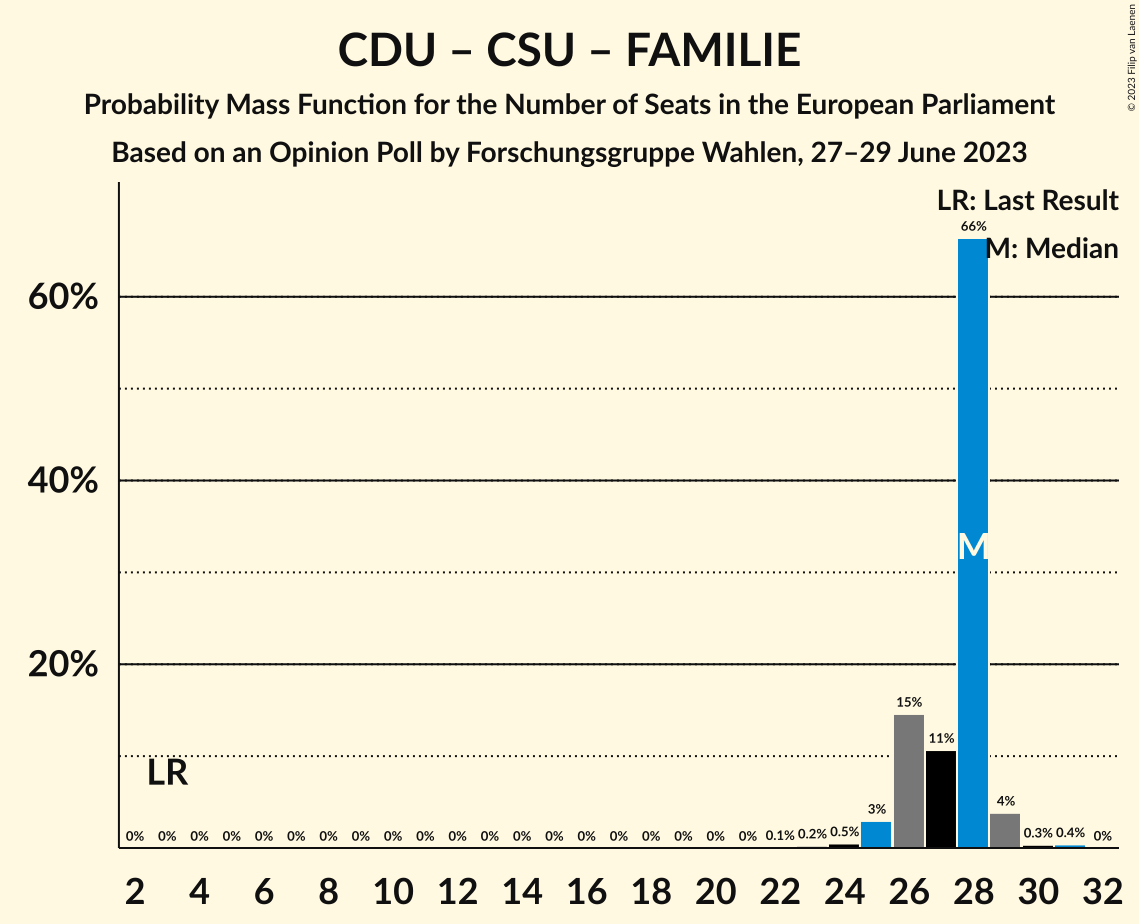 CDU – CSU – FAMILIE
Probability Mass Function for the Number of Seats in the European Parliament
Based on an Opinion Poll by Forschungsgruppe Wahlen, 27–29 June 2023
© 2023 Filip van Laenen
LR: Last Result
M: Median
66%
60%
40%
20%
M
LR
15%
11%
3%
4%
0% 0% 0% 0% 0% 0% 0% 0% 0% 0% 0% 0% 0% 0% 0% 0% 0% 0% 0% 0% 0.1% 0.2% 0.5% 0.3% 0.4% 0%
2 4 6 8 10 12 14 16 18 20 22 24 26 28 30 32